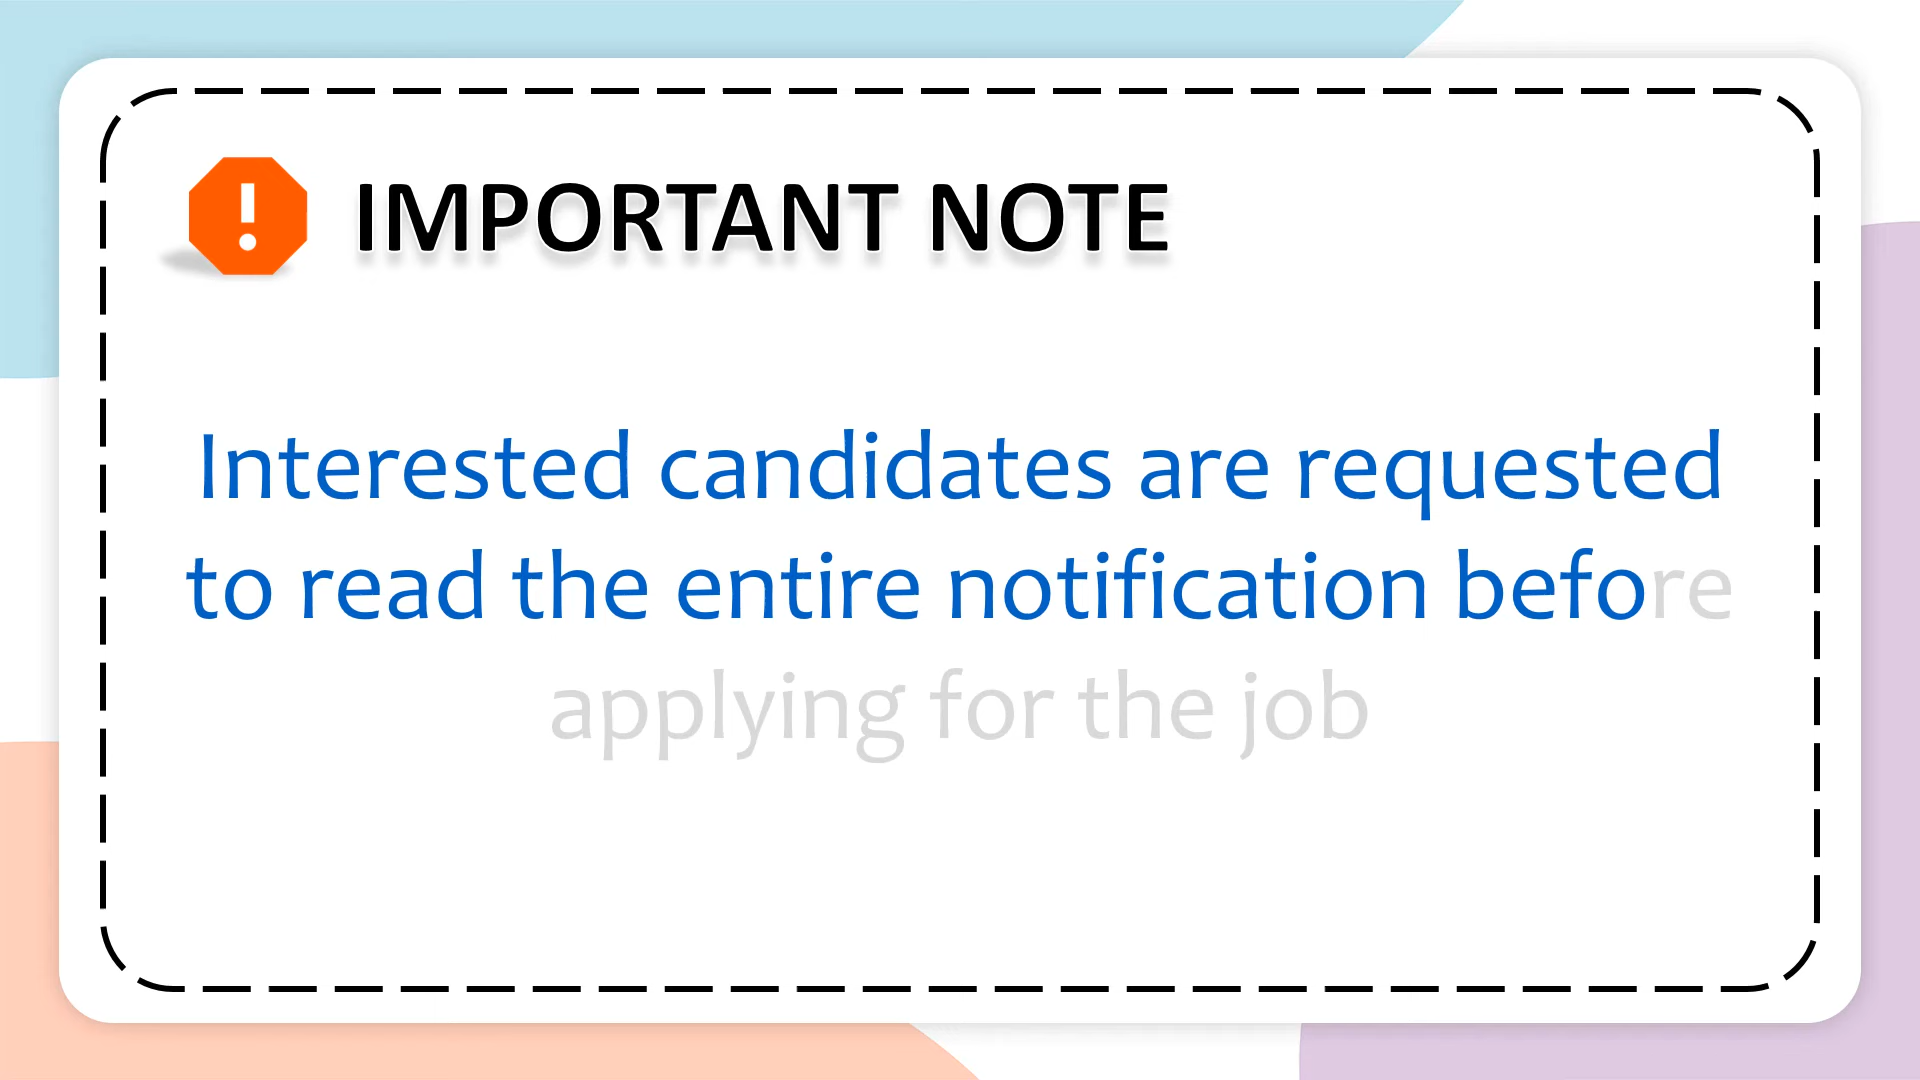 IMPORTANT NOTE
Interested candidates are requested
to read the entire notification before
applying for the job